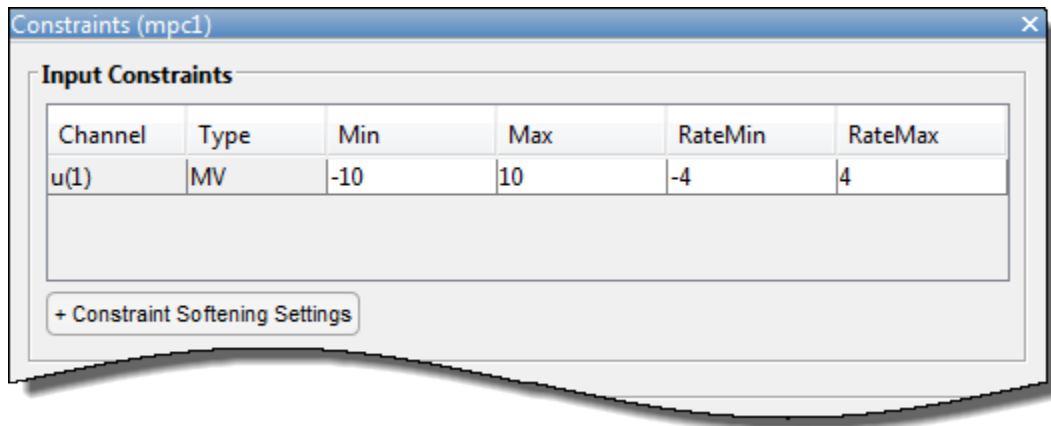 Constraints (mpc1)
Input Constraints
Channel Type Min Max RateMin RateMax
u(1) MV -10 10 -4 4
+ Constraint Softening Settings